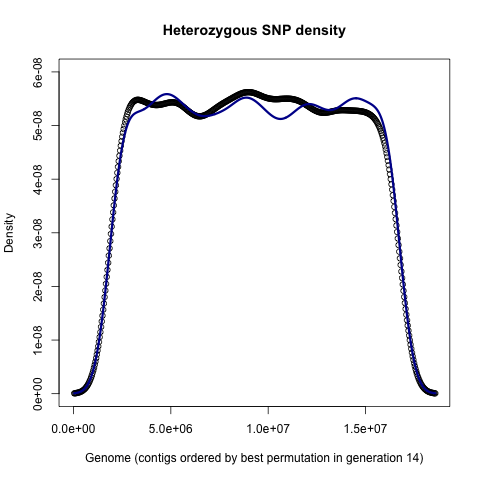 Heterozygous SNP density
6e-08
5e-08
4e-08
3e-08
2e-08
1e-08
0e+00
Density
0.0e+00 5.0e+06 1.0e+07 1.5e+07
Genome (contigs ordered by best permutation in generation 14)